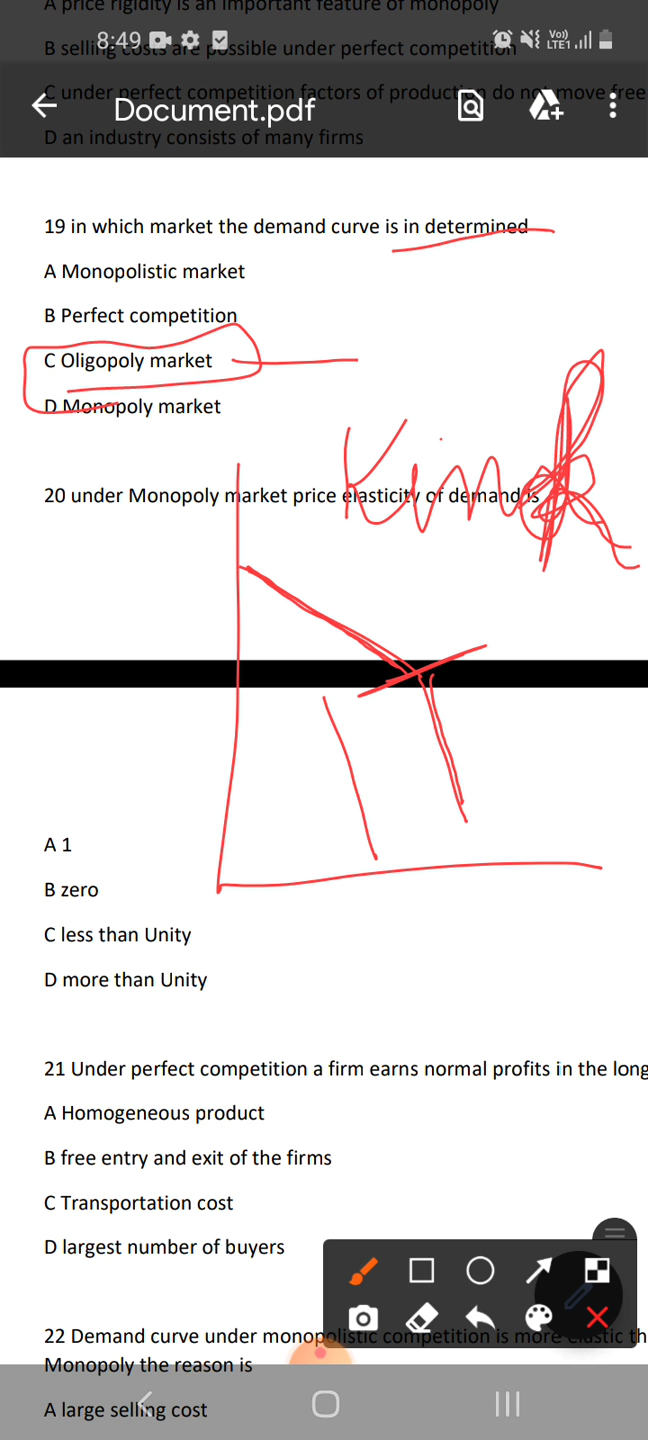 A price rigidity is an important feature of monopoly
8:49
Vo))
LTE1
B selling costs are possible under perfect competition
C under perfect competition factors of production do not move free
Document.pdf
D an industry consists of many firms
19 in which market the demand curve is in determined
A Monopolistic market
B Perfect competition
C Oligopoly market
D Monopoly market
20 under Monopoly market price elasticity of demand is
A 1
B zero
C less than Unity
D more than Unity
21 Under perfect competition a firm earns normal profits in the long
A Homogeneous product
B free entry and exit of the firms
C Transportation cost
D largest number of buyers
22 Demand curve under monopolistic competition is more elastic th
Monopoly the reason is
A large selling cost